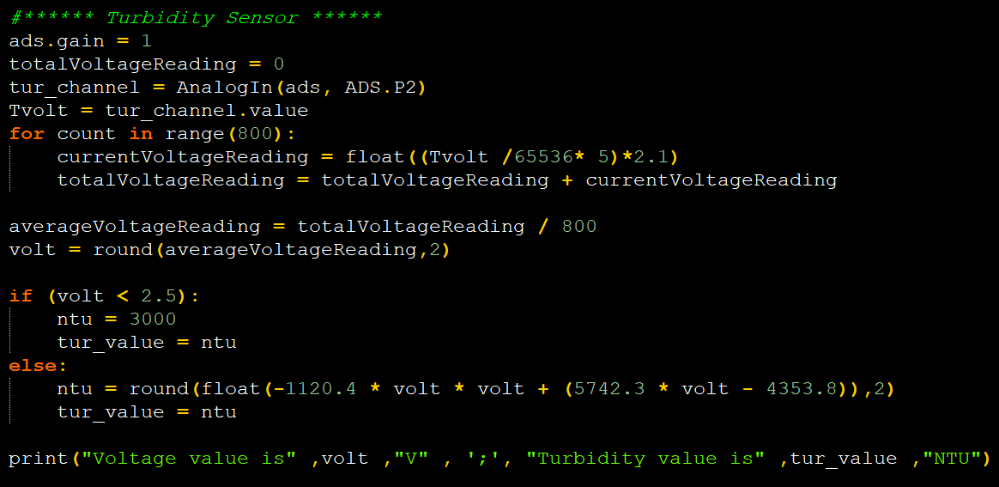 #****** Turbidity Sensor ******
ads.gain = 1
totalVoltageReading = 0
tur_channel = AnalogIn(ads, ADS.P2)
Tvolt = tur_channel.value
for count in range(800):
    currentVoltageReading = float((Tvolt /65536* 5)*2.1)
    totalVoltageReading = totalVoltageReading + currentVoltageReading
averageVoltageReading = totalVoltageReading / 800
volt = round(averageVoltageReading,2)
if (volt < 2.5):
    ntu = 3000
    tur_value = ntu
else:
    ntu = round(float(-1120.4 * volt * volt + (5742.3 * volt - 4353.8)),2)
    tur_value = ntu
print("Voltage value is" ,volt ,"V" , ';', "Turbidity value is" ,tur_value ,"NTU")